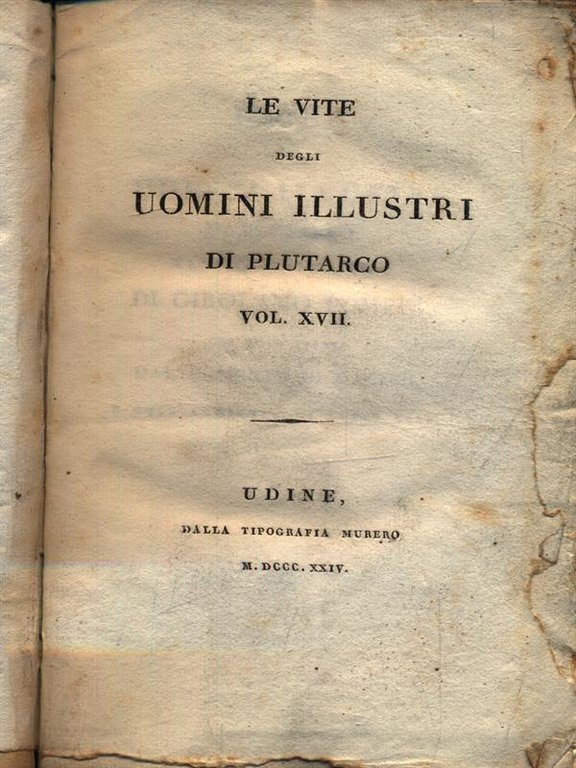 LE VITE
DEGLI
UOMINI ILLUSTRI
DI PLUTARCO
VOL. XVII.
UDINE,
DALLA TIPOGRAFIA MURERO
M. DCCC. XXIV.